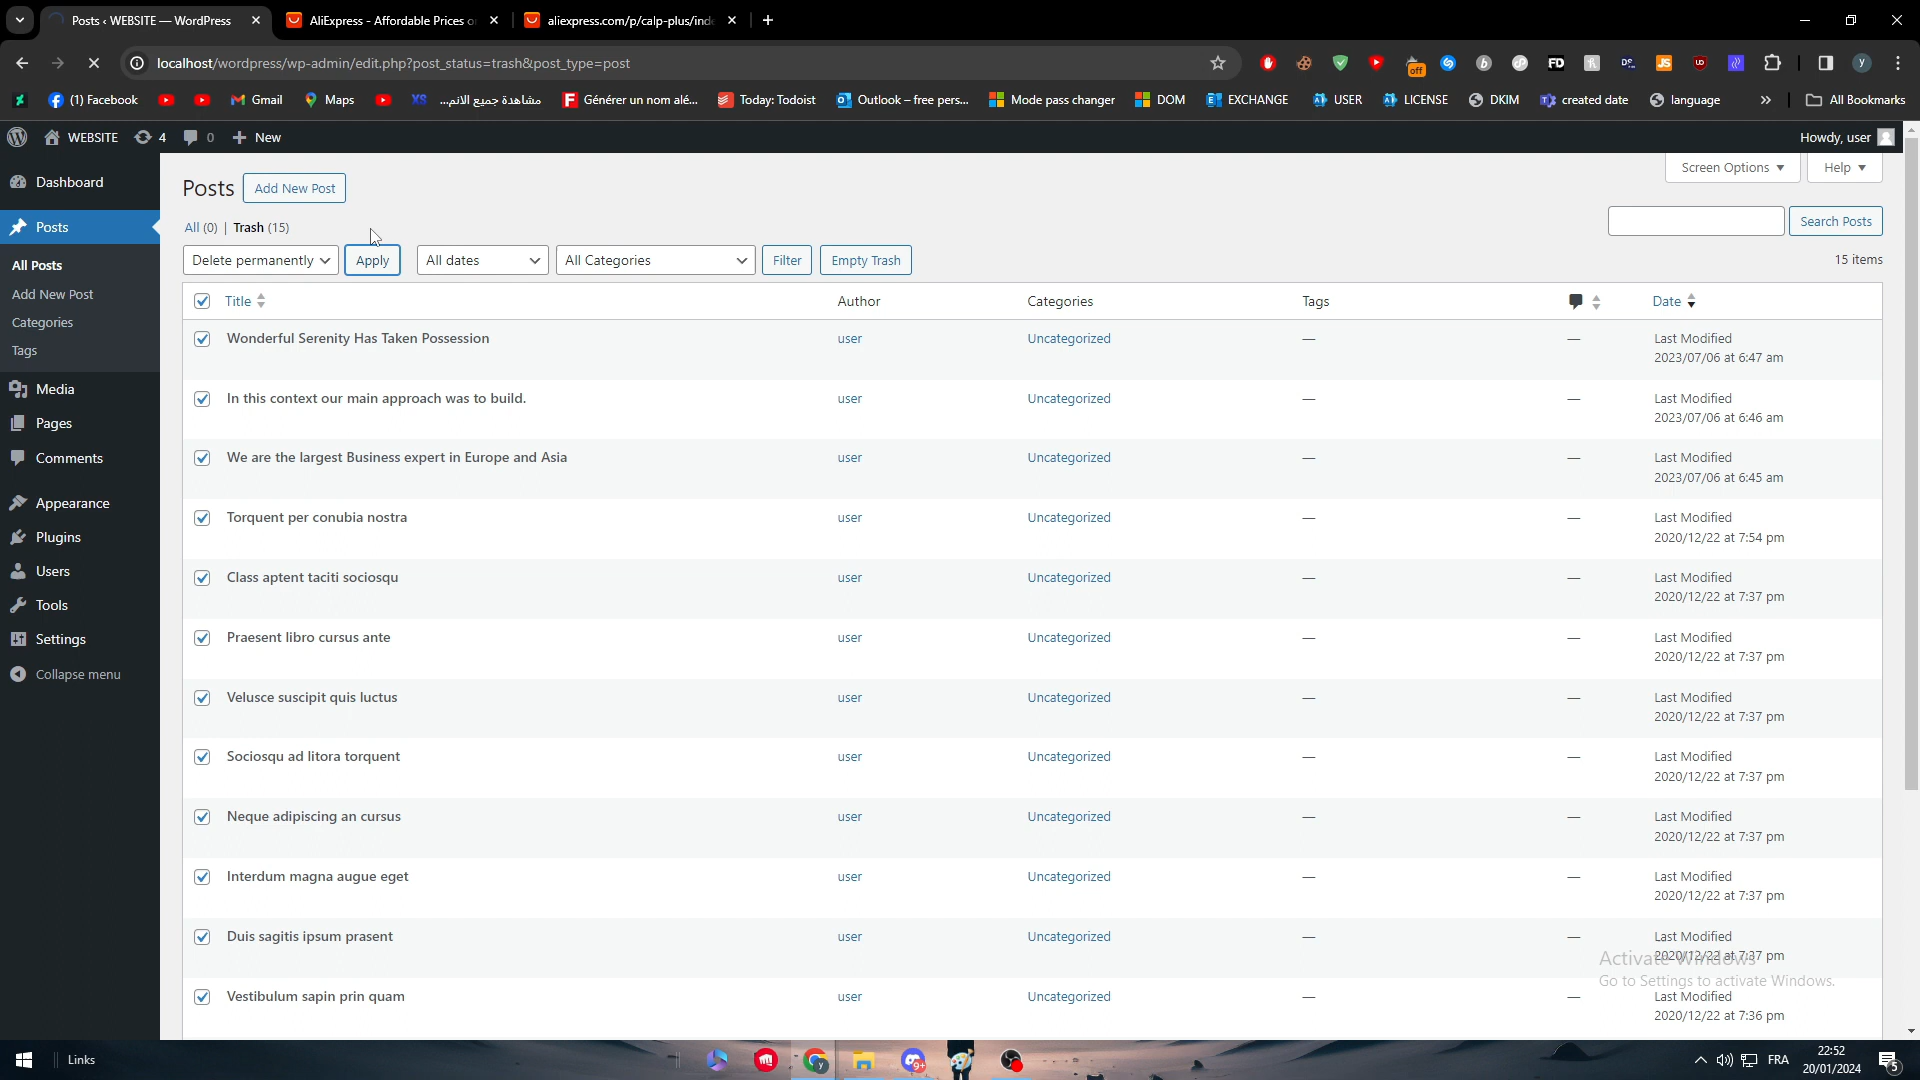 Posts ‹ WEBSITE — WordPress
AliExpress - Affordable Prices o
aliexpress.com/p/calp-plus/ind
localhost/wordpress/wp-admin/edit.php?post_status=trash&post_type=post
(1) Facebook
Gmail
Maps
مشاهدة جميع الانم...
Générer un nom alé...
Today: Todoist
Outlook – free pers...
Mode pass changer
DOM
EXCHANGE
USER
LICENSE
DKIM
created date
language
All Bookmarks
WEBSITE 4 0 New
Howdy, user
Dashboard
Posts
All Posts
Add New Post
Categories
Tags
Media
Pages
Comments
Appearance
Plugins
Users
Tools
Settings
Collapse menu
Screen Options
Help
Posts
Add New Post
All (0) | Trash (15)
Search Posts
Delete permanently
Apply
All dates
All Categories
Filter
Empty Trash
15 items
Title Author Categories Tags Date
Wonderful Serenity Has Taken Possession user Uncategorized — — Last Modified
2023/07/06 at 6:47 am
In this context our main approach was to build. user Uncategorized — — Last Modified
2023/07/06 at 6:46 am
We are the largest Business expert in Europe and Asia user Uncategorized — — Last Modified
2023/07/06 at 6:45 am
Torquent per conubia nostra user Uncategorized — — Last Modified
2020/12/22 at 7:54 pm
Class aptent taciti sociosqu user Uncategorized — — Last Modified
2020/12/22 at 7:37 pm
Praesent libro cursus ante user Uncategorized — — Last Modified
2020/12/22 at 7:37 pm
Velusce suscipit quis luctus user Uncategorized — — Last Modified
2020/12/22 at 7:37 pm
Sociosqu ad litora torquent user Uncategorized — — Last Modified
2020/12/22 at 7:37 pm
Neque adipiscing an cursus user Uncategorized — — Last Modified
2020/12/22 at 7:37 pm
Interdum magna augue eget user Uncategorized — — Last Modified
2020/12/22 at 7:37 pm
Duis sagitis ipsum prasent user Uncategorized — — Last Modified
2020/12/22 at 7:37 pm
Vestibulum sapin prin quam user Uncategorized — — Last Modified
2020/12/22 at 7:36 pm
Activate Windows
Go to Settings to activate Windows.
Links
FRA
22:52
20/01/2024
5